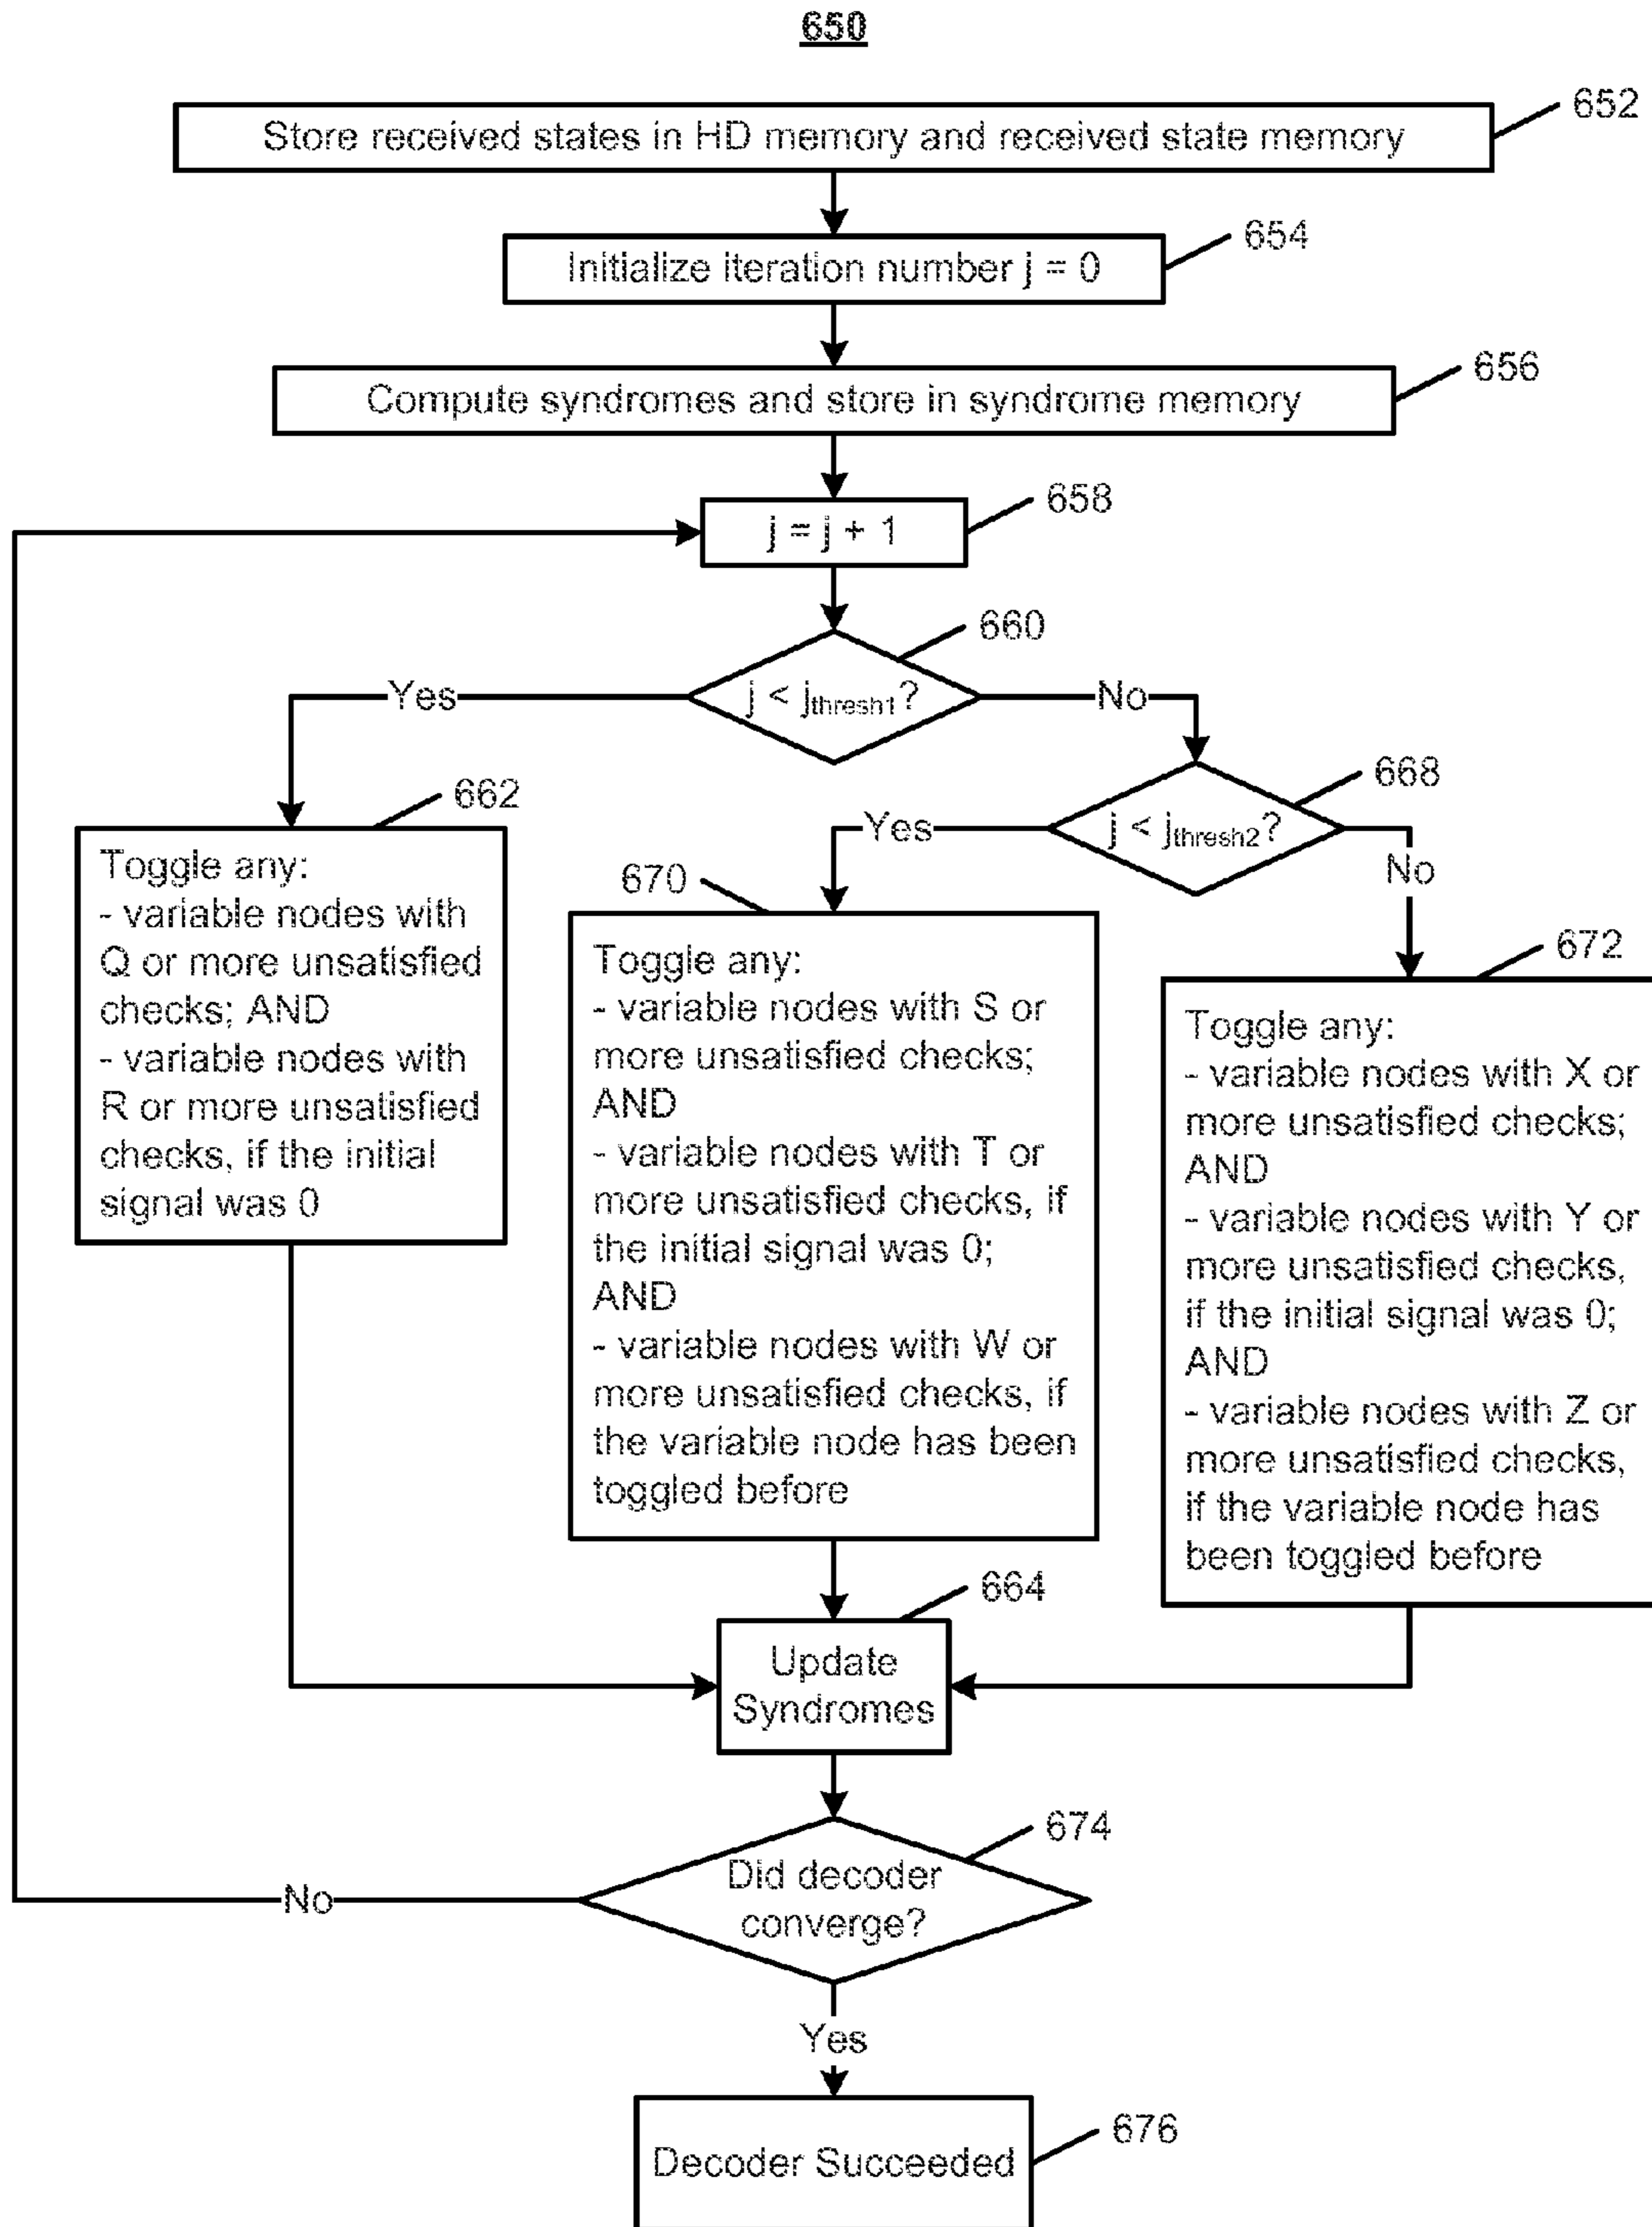 650
652
Store received states in HD memory and received state memory
654
Initialize iteration number j = 0
656
Compute syndromes and store in syndrome memory
658
j = j + 1
660
j < jthresh1?
Yes
No
662
668
j < jthresh2?
Yes
No
Toggle any:
- variable nodes with
Q or more unsatisfied
checks; AND
- variable nodes with
R or more unsatisfied
checks, if the initial
signal was 0
670
Toggle any:
- variable nodes with S or
more unsatisfied checks;
AND
- variable nodes with T or
more unsatisfied checks, if
the initial signal was 0;
AND
- variable nodes with W or
more unsatisfied checks, if
the variable node has been
toggled before
672
Toggle any:
- variable nodes with X or
more unsatisfied checks;
AND
- variable nodes with Y or
more unsatisfied checks,
if the initial signal was 0;
AND
- variable nodes with Z or
more unsatisfied checks,
if the variable node has
been toggled before
664
Update
Syndromes
674
Did decoder
converge?
No
Yes
676
Decoder Succeeded